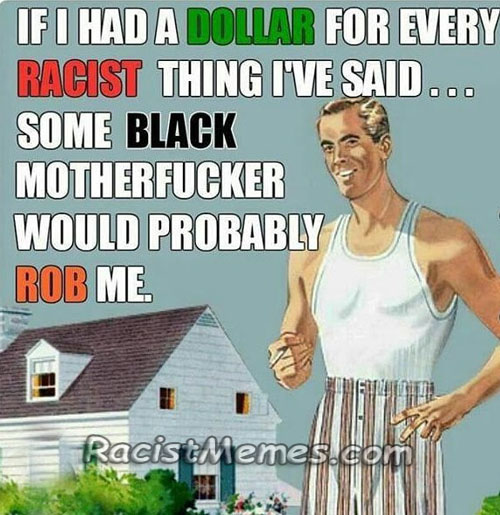 IF I HAD A DOLLAR FOR EVERY
RACIST THING I'VE SAID . . .
SOME BLACK
MOTHERFUCKER
WOULD PROBABLY
ROB ME.
RacistMemes.com